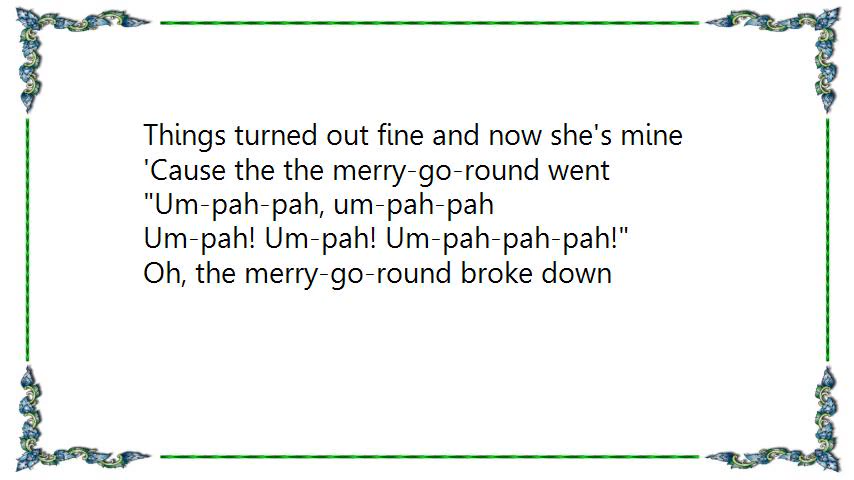 Things turned out fine and now she's mine
'Cause the the merry-go-round went
"Um-pah-pah, um-pah-pah
Um-pah! Um-pah! Um-pah-pah-pah!"
Oh, the merry-go-round broke down